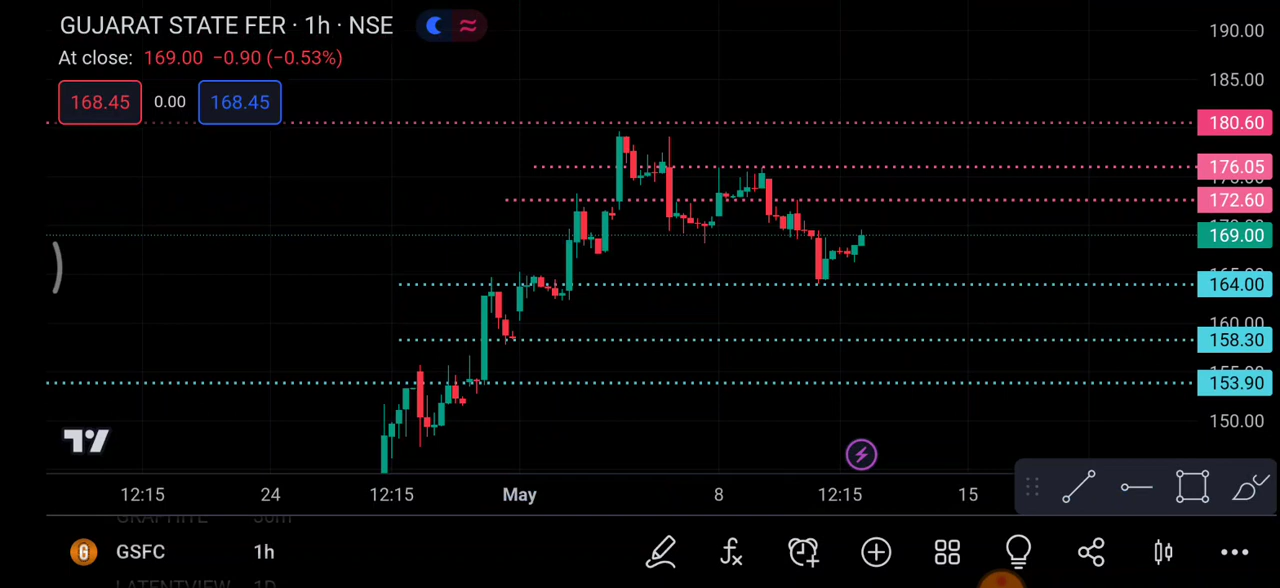 GUJARAT STATE FER · 1h · NSE
At close: 169.00 −0.90 (−0.53%)
168.45 0.00 168.45
190.00
185.00
180.60
176.05
172.60
169.00
164.00
160.00
158.30
153.90
150.00
12:15 24 12:15 May 8 12:15 15
GSFC 1h
LATENTVIEW 1D